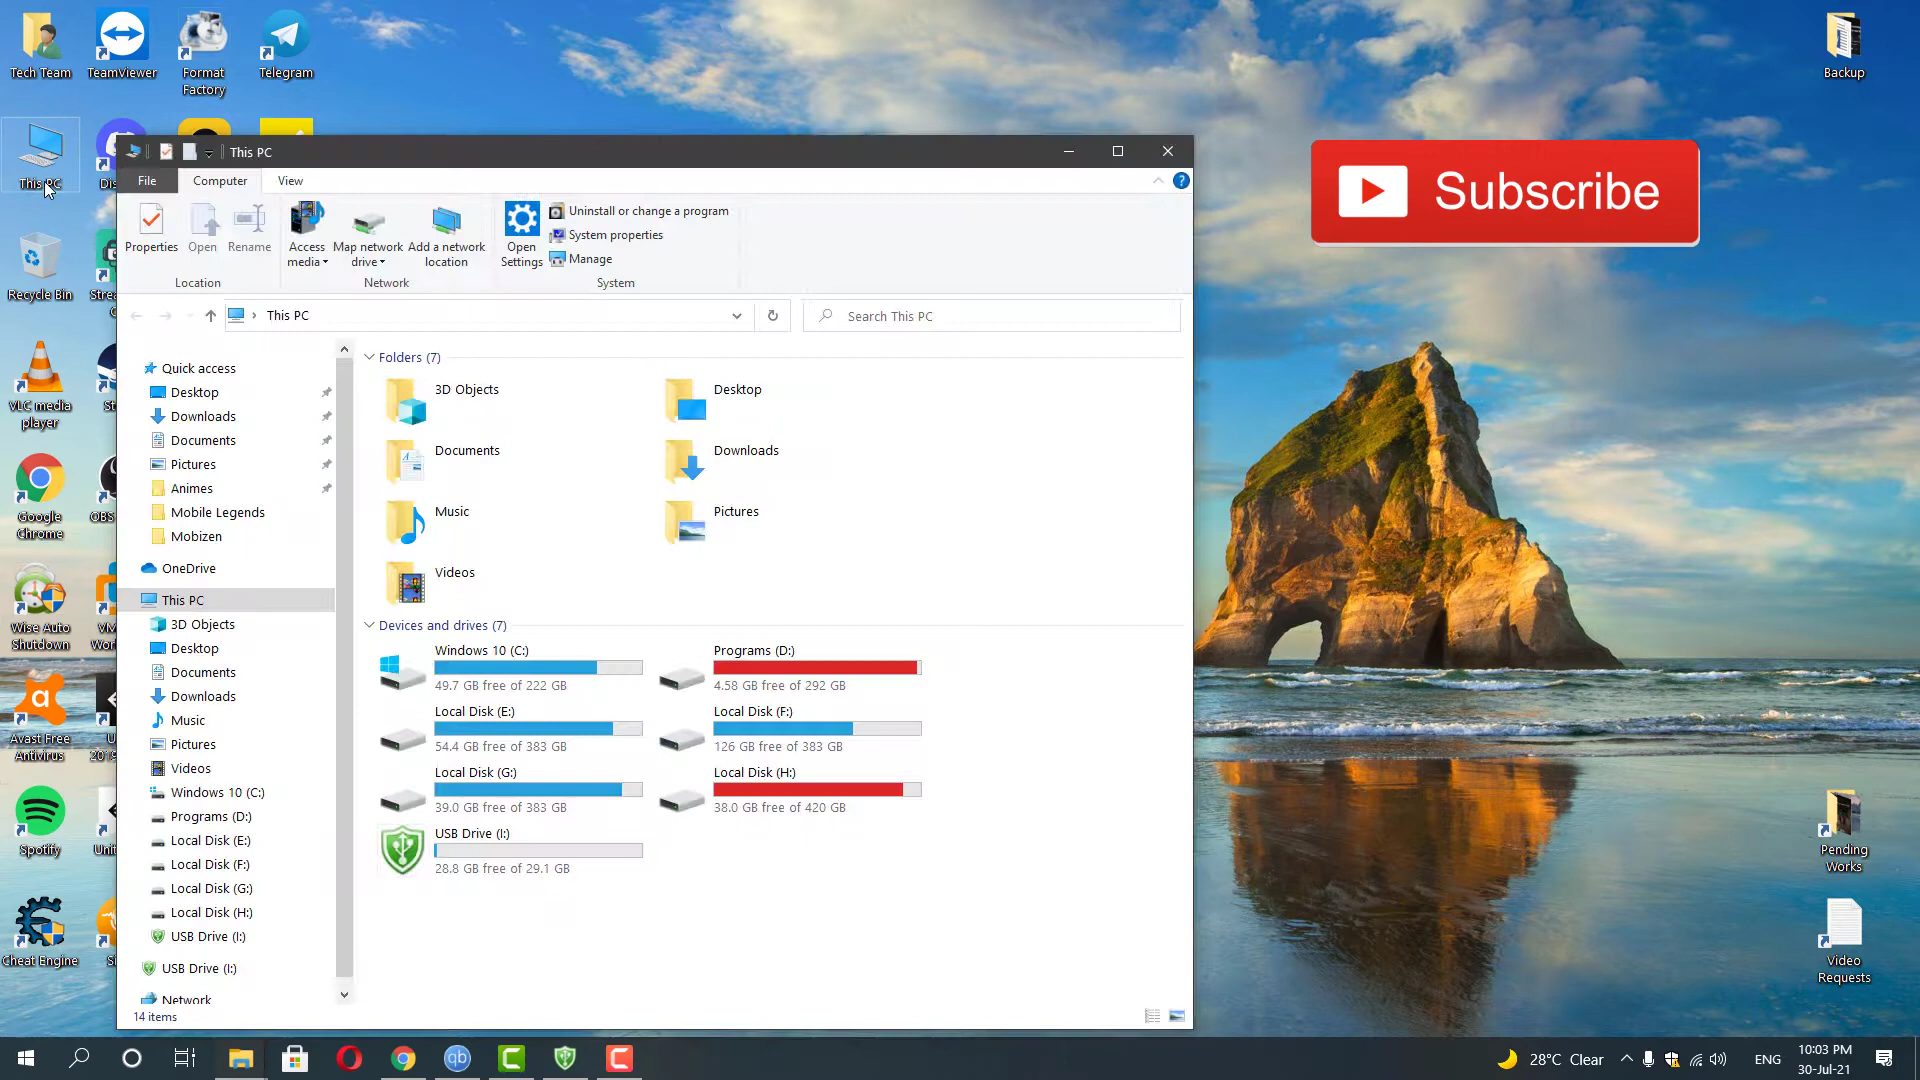 Tech Team
TeamViewer
Format
Factory
Telegram
Backup
This PC
Dis
This PC
File
Computer
View
Subscribe
Properties
Open
Rename
Access
media
Map network
drive
Add a network
location
Open
Settings
Uninstall or change a program
System properties
Manage
Location
Network
System
Recycle Bin
Strea
This PC
Search This PC
Quick access
Desktop
Downloads
Documents
Pictures
Animes
Mobile Legends
Mobizen
OneDrive
This PC
3D Objects
Desktop
Documents
Downloads
Music
Pictures
Videos
Windows 10 (C:)
Programs (D:)
Local Disk (E:)
Local Disk (F:)
Local Disk (G:)
Local Disk (H:)
USB Drive (I:)
USB Drive (I:)
Network
14 items
Folders (7)
3D Objects
Desktop
Documents
Downloads
Music
Pictures
Videos
Devices and drives (7)
Windows 10 (C:)
49.7 GB free of 222 GB
Programs (D:)
4.58 GB free of 292 GB
Local Disk (E:)
54.4 GB free of 383 GB
Local Disk (F:)
126 GB free of 383 GB
Local Disk (G:)
39.0 GB free of 383 GB
Local Disk (H:)
38.0 GB free of 420 GB
USB Drive (I:)
28.8 GB free of 29.1 GB
VLC media
player
St
Google
Chrome
OBS
Wise Auto
Shutdown
VM
Wor
Avast Free
Antivirus
U
2019
Spotify
Unit
Cheat Engine
Si
Pending
Works
Video
Requests
qb
28°C Clear
ENG
10:03 PM
30-Jul-21